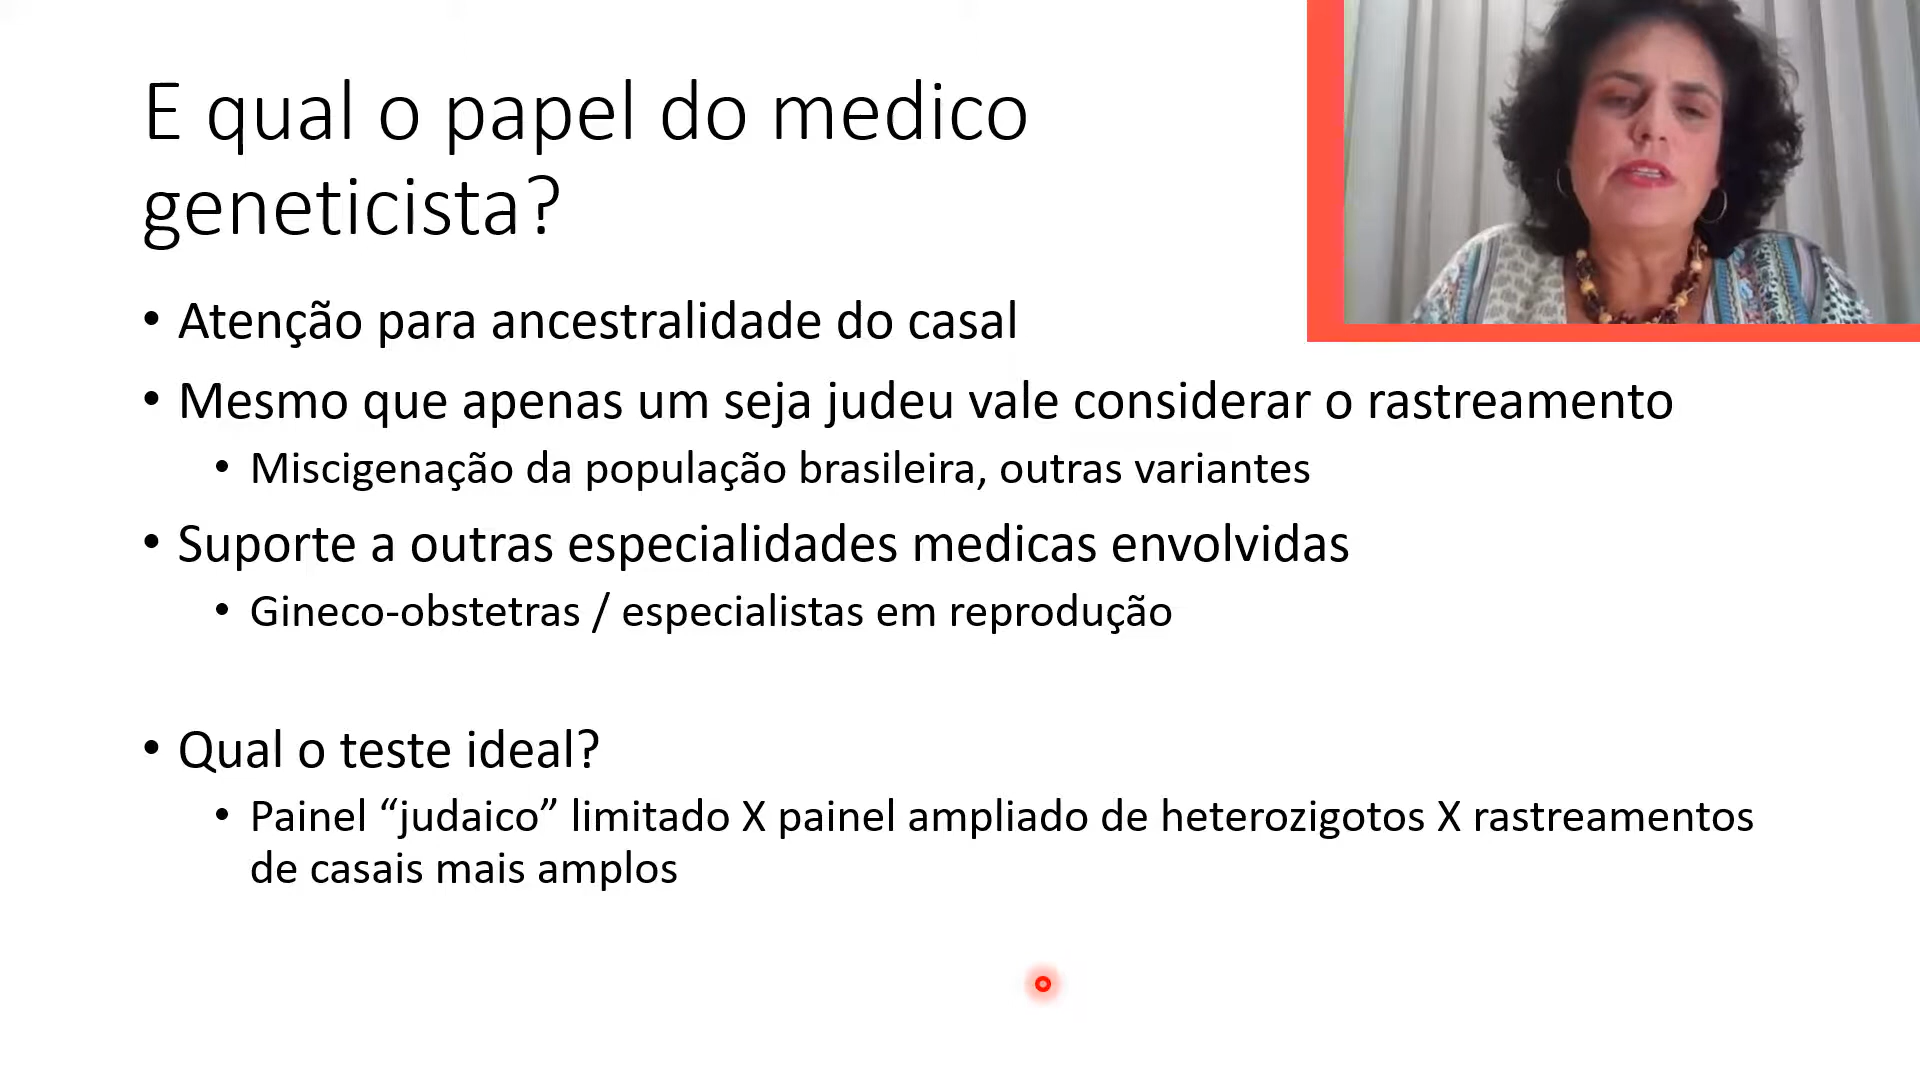 E qual o papel do medico
geneticista?
• Atenção para ancestralidade do casal
• Mesmo que apenas um seja judeu vale considerar o rastreamento
• Miscigenação da população brasileira, outras variantes
• Suporte a outras especialidades medicas envolvidas
• Gineco-obstetras / especialistas em reprodução
• Qual o teste ideal?
• Painel “judaico” limitado X painel ampliado de heterozigotos X rastreamentos
de casais mais amplos